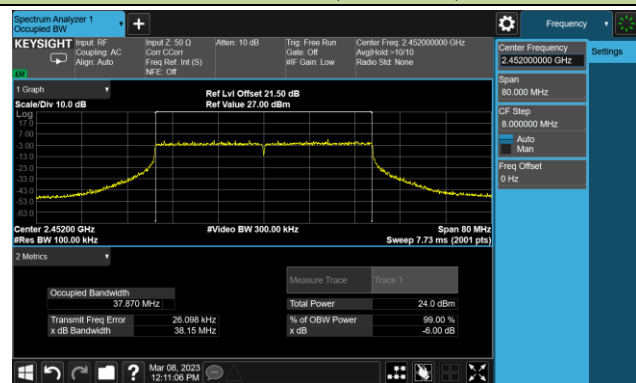 Spectrum Analyzer 1
Occupied BW
Frequency
KEYSIGHT
Input: RF
Coupling: AC
Align: Auto
Input Z: 50 Ω
Corr CCorr
Freq Ref: Int (S)
NFE: Off
Atten: 10 dB
Trig: Free Run
Gate: Off
#IF Gain: Low
Center Freq: 2.452000000 GHz
Avg|Hold:>10/10
Radio Std: None
LW
Center Frequency
2.452000000 GHz
Settings
Span
80.000 MHz
CF Step
8.000000 MHz
Auto
Man
Freq Offset
0 Hz
1 Graph
Scale/Div 10.0 dB
Ref Lvl Offset 21.50 dB
Ref Value 27.00 dBm
Log
17.0
7.00
-3.00
-13.0
-23.0
-33.0
-43.0
-53.0
-63.0
Center 2.45200 GHz
#Res BW 100.00 kHz
#Video BW 300.00 kHz
Span 80 MHz
Sweep 7.73 ms (2001 pts)
2 Metrics
Measure Trace
Trace 1
Occupied Bandwidth
37.870 MHz
Total Power
24.0 dBm
Transmit Freq Error
26.098 kHz
% of OBW Power
99.00 %
x dB Bandwidth
38.15 MHz
x dB
-6.00 dB
Mar 08, 2023
12:11:06 PM